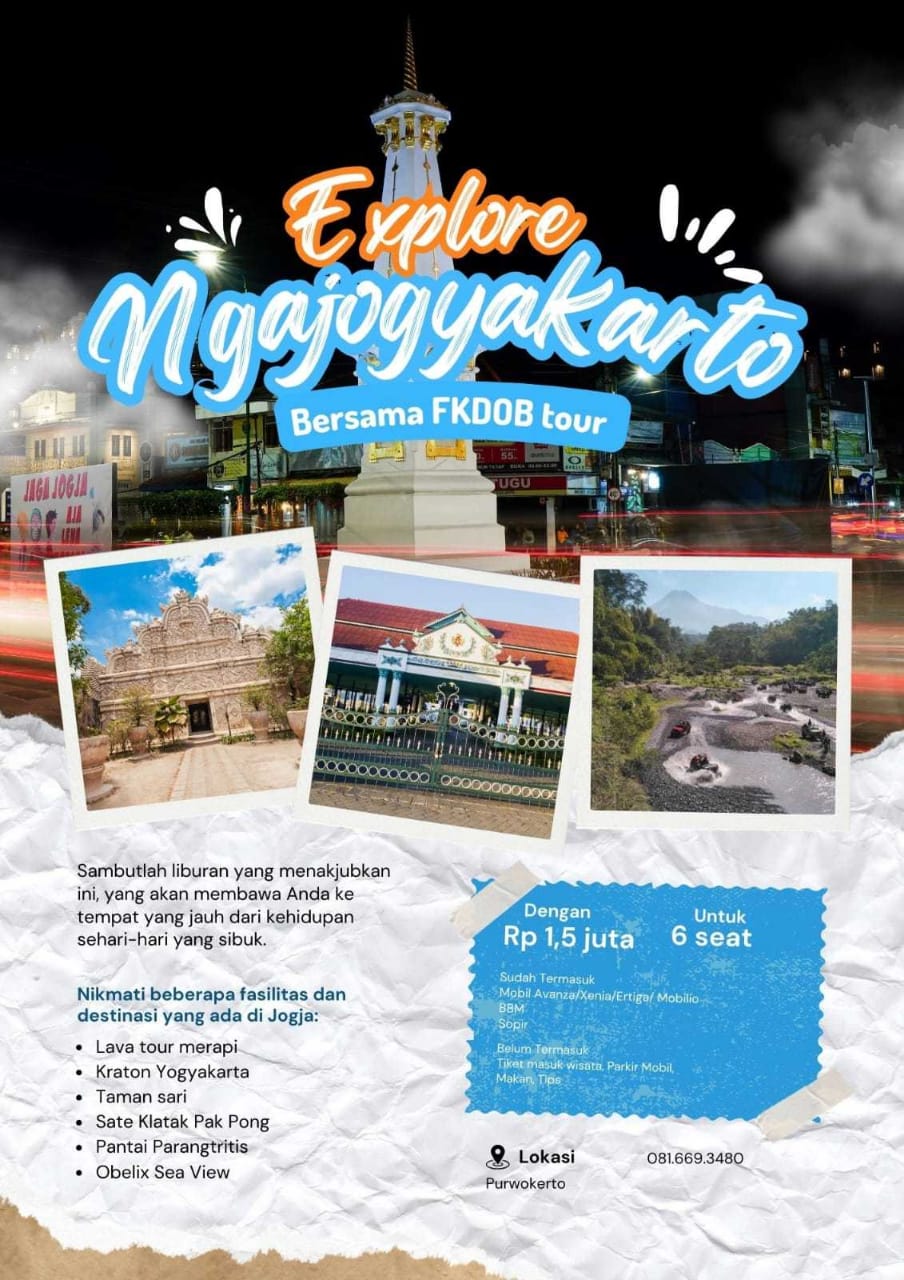 Explore
Ngajogyakarto
Bersama FKDOB tour
JAGA JOGJA
AJA
LENA
55.
TUGU
Sambutlah liburan yang menakjubkan
ini, yang akan membawa Anda ke
tempat yang jauh dari kehidupan
sehari-hari yang sibuk.
Nikmati beberapa fasilitas dan
destinasi yang ada di Jogja:
• Lava tour merapi
• Kraton Yogyakarta
• Taman sari
• Sate Klatak Pak Pong
• Pantai Parangtritis
• Obelix Sea View
Dengan
Rp 1,5 juta
Untuk
6 seat
Sudah Termasuk
Mobil Avanza/Xenia/Ertiga/ Mobilio
BBM
Sopir
Belum Termasuk
Tiket masuk wisata, Parkir Mobil,
Makan, Tips
Lokasi
Purwokerto
081.669.3480